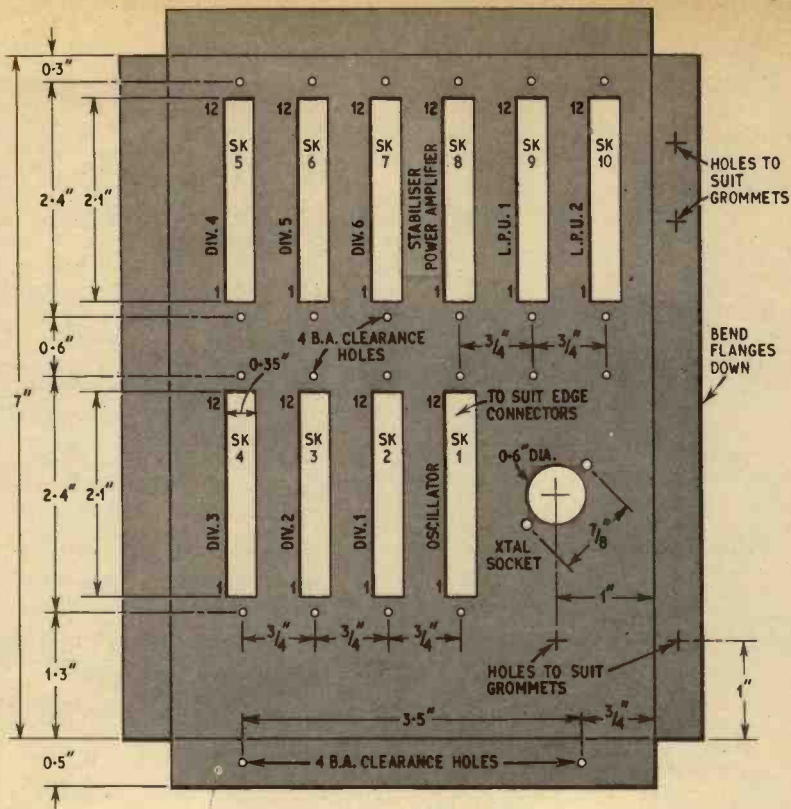 0·3"
12 12 12 12 12 12
SK 5
SK 6
SK 7
SK 8
SK 9
SK 10
HOLES TO
SUIT
GROMMETS
2·4"
2·1"
DIV. 4
DIV. 5
DIV. 6
STABILISER
POWER AMPLIFIER
L.P.U. 1
L.P.U. 2
1 1 1 1 1 1
0·6"
4 B.A. CLEARANCE
HOLES
3/4"
3/4"
BEND
FLANGES
DOWN
0·35"
7"
12 12 12 12
TO SUIT EDGE
CONNECTORS
SK 4
SK 3
SK 2
SK 1
0·6" DIA.
2·4"
2·1"
DIV. 3
DIV. 2
DIV. 1
OSCILLATOR
7/8"
XTAL
SOCKET
1 1 1 1
1"
3/4"
3/4"
3/4"
1·3"
HOLES TO SUIT
GROMMETS
1"
3·5"
3/4"
0·5"
4 B.A. CLEARANCE HOLES